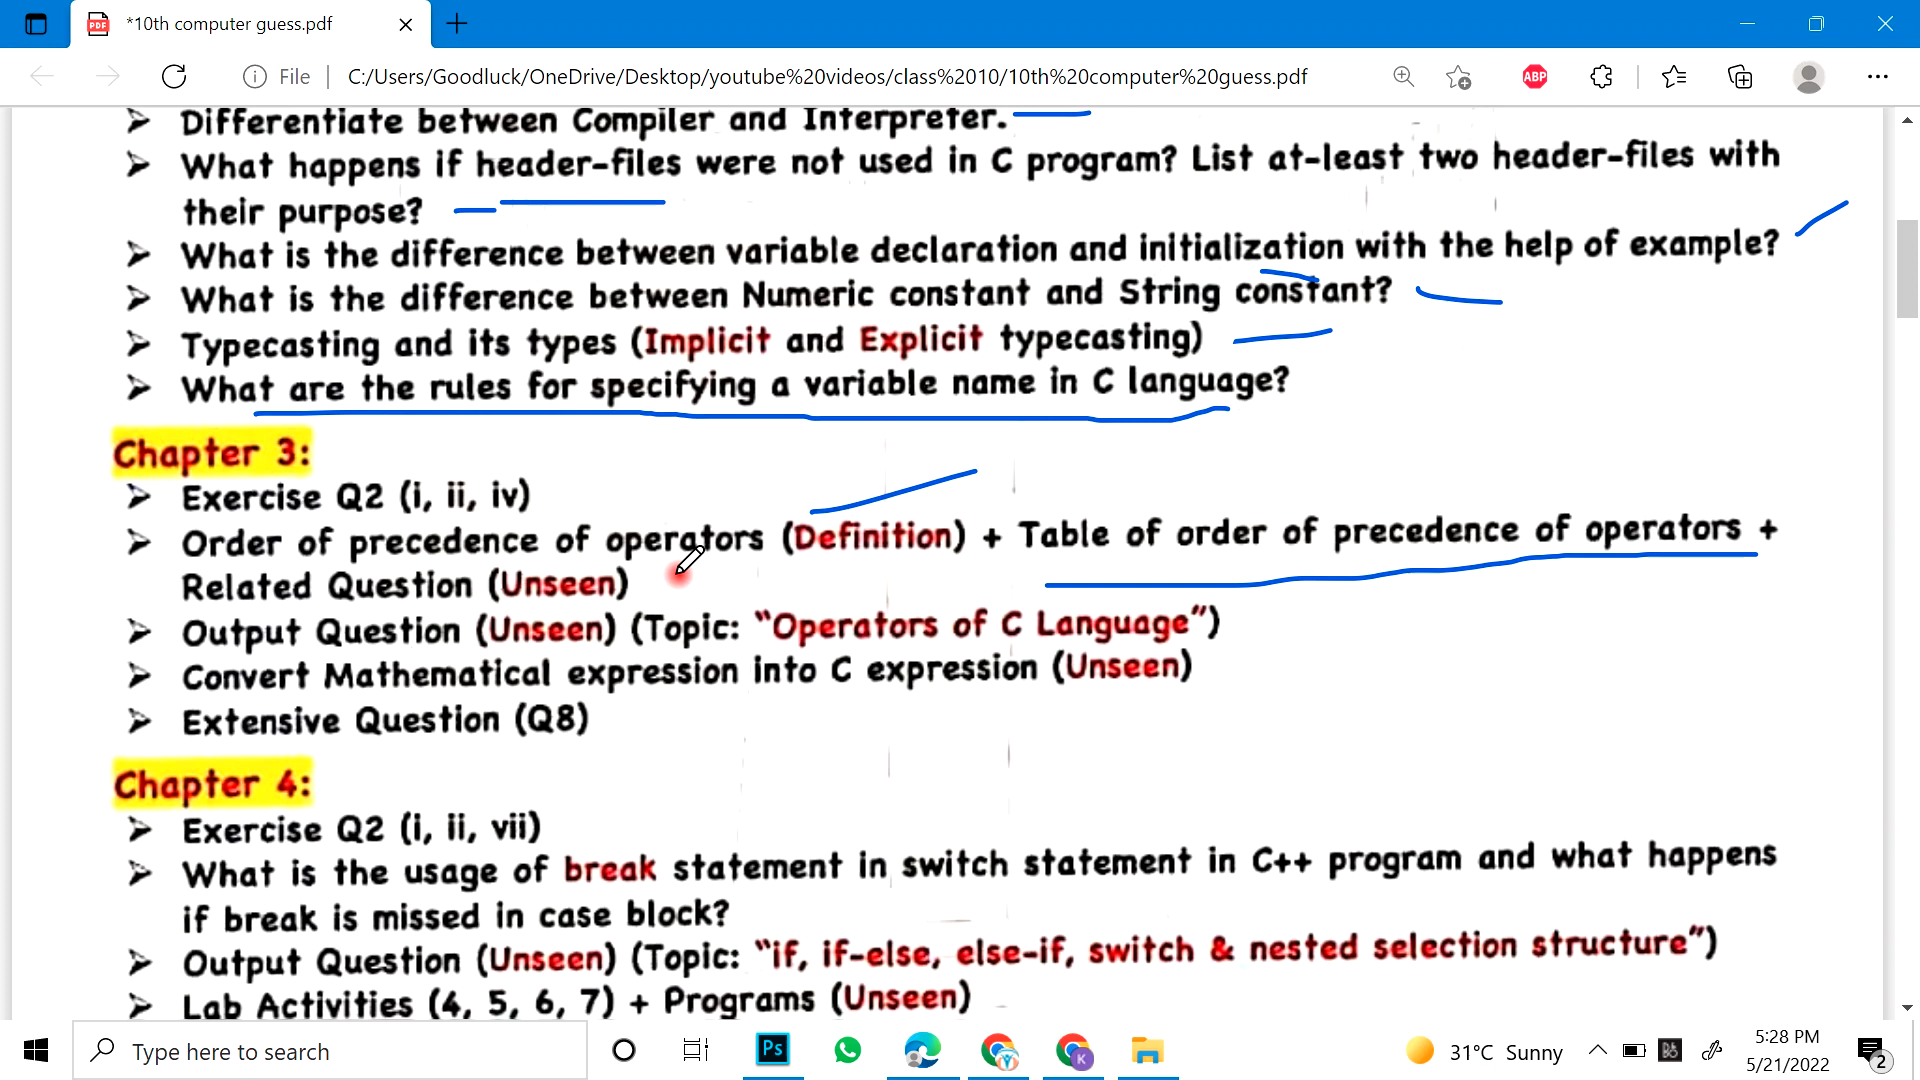 *10th computer guess.pdf
File
C:/Users/Goodluck/OneDrive/Desktop/youtube%20videos/class%2010/10th%20computer%20guess.pdf
ABP
➤ Differentiate between Compiler and Interpreter.
➤ What happens if header-files were not used in C program? List at-least two header-files with
their purpose?
➤ What is the difference between variable declaration and initialization with the help of example?
➤ What is the difference between Numeric constant and String constant?
➤ Typecasting and its types (Implicit and Explicit typecasting)
➤ What are the rules for specifying a variable name in C language?
Chapter 3:
➤ Exercise Q2 (i, ii, iv)
➤ Order of precedence of operators (Definition) + Table of order of precedence of operators +
Related Question (Unseen)
➤ Output Question (Unseen) (Topic: “Operators of C Language”)
➤ Convert Mathematical expression into C expression (Unseen)
➤ Extensive Question (Q8)
Chapter 4:
➤ Exercise Q2 (i, ii, vii)
➤ What is the usage of break statement in switch statement in C++ program and what happens
if break is missed in case block?
➤ Output Question (Unseen) (Topic: “if, if-else, else-if, switch & nested selection structure”)
➤ Lab Activities (4, 5, 6, 7) + Programs (Unseen)
Type here to search
Ps
K
31°C Sunny
5:28 PM
5/21/2022
2